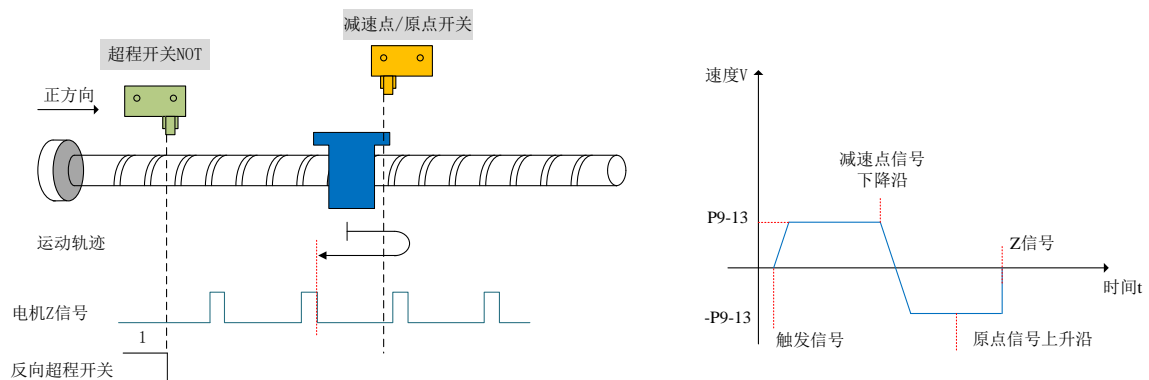 减速点/原点开关
超程开关NOT
正方向
运动轨迹
电机Z信号
1
反向超程开关
速度V
减速点信号
下降沿
P9-13
Z信号
时间t
-P9-13
触发信号
原点信号上升沿